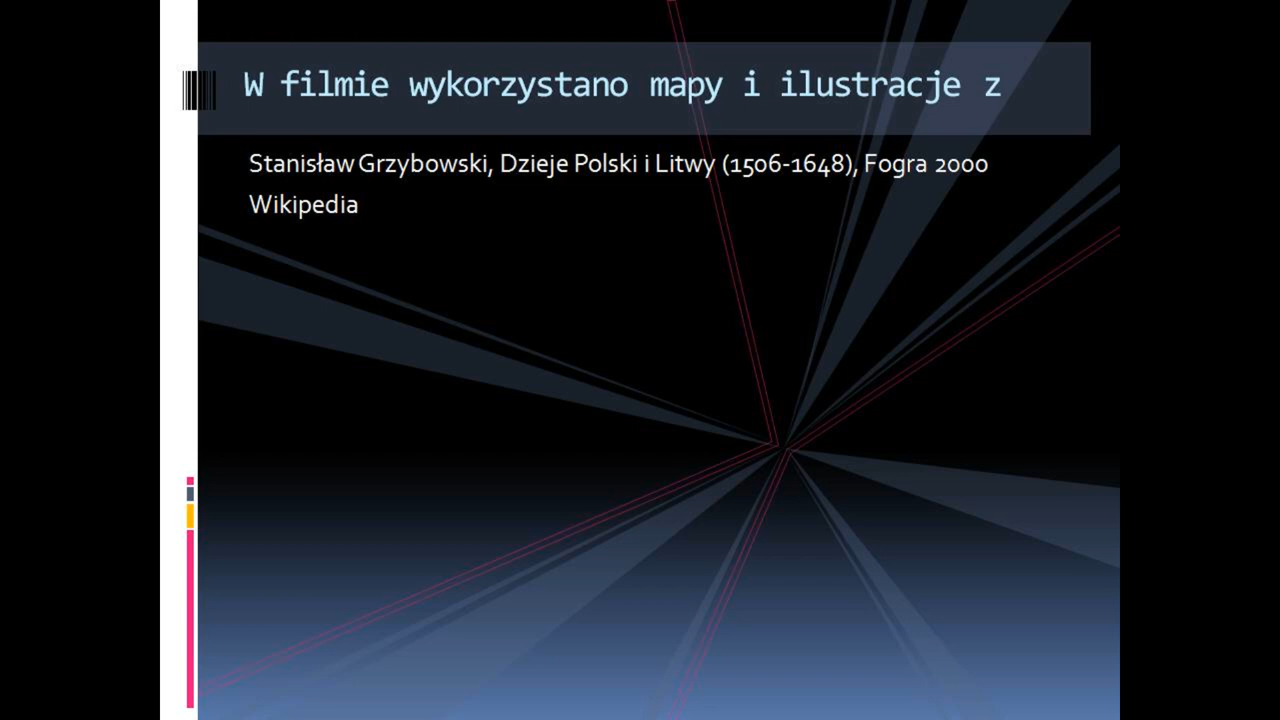 W filmie wykorzystano mapy i ilustracje z
Stanisław Grzybowski, Dzieje Polski i Litwy (1506-1648), Fogra 2000
Wikipedia